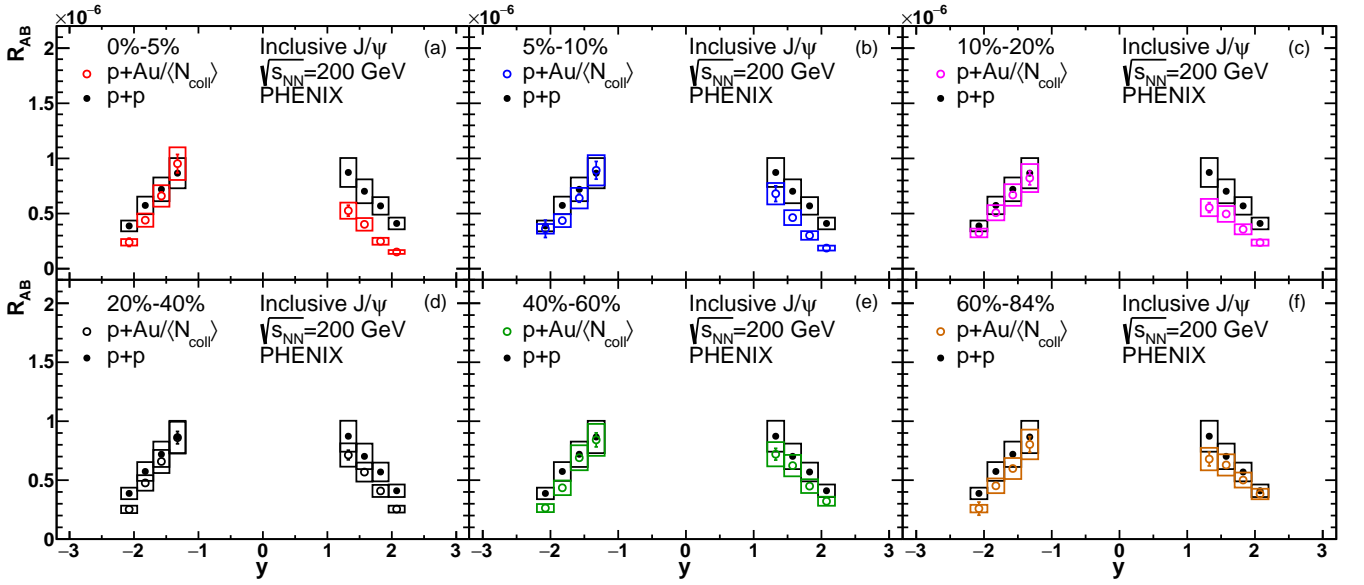 ×10⁻⁶ ×10⁻⁶ ×10⁻⁶
R_AB
2
1.5
1
0.5
0
0%-5% Inclusive J/ψ (a)
p+Au/⟨N_coll⟩ √s_NN=200 GeV
p+p PHENIX
5%-10% Inclusive J/ψ (b)
p+Au/⟨N_coll⟩ √s_NN=200 GeV
p+p PHENIX
10%-20% Inclusive J/ψ (c)
p+Au/⟨N_coll⟩ √s_NN=200 GeV
p+p PHENIX
R_AB
2
1.5
1
0.5
0
20%-40% Inclusive J/ψ (d)
p+Au/⟨N_coll⟩ √s_NN=200 GeV
p+p PHENIX
40%-60% Inclusive J/ψ (e)
p+Au/⟨N_coll⟩ √s_NN=200 GeV
p+p PHENIX
60%-84% Inclusive J/ψ (f)
p+Au/⟨N_coll⟩ √s_NN=200 GeV
p+p PHENIX
−3 −2 −1 0 1 2 3 −2 −1 0 1 2 3 −2 −1 0 1 2 3
y y y